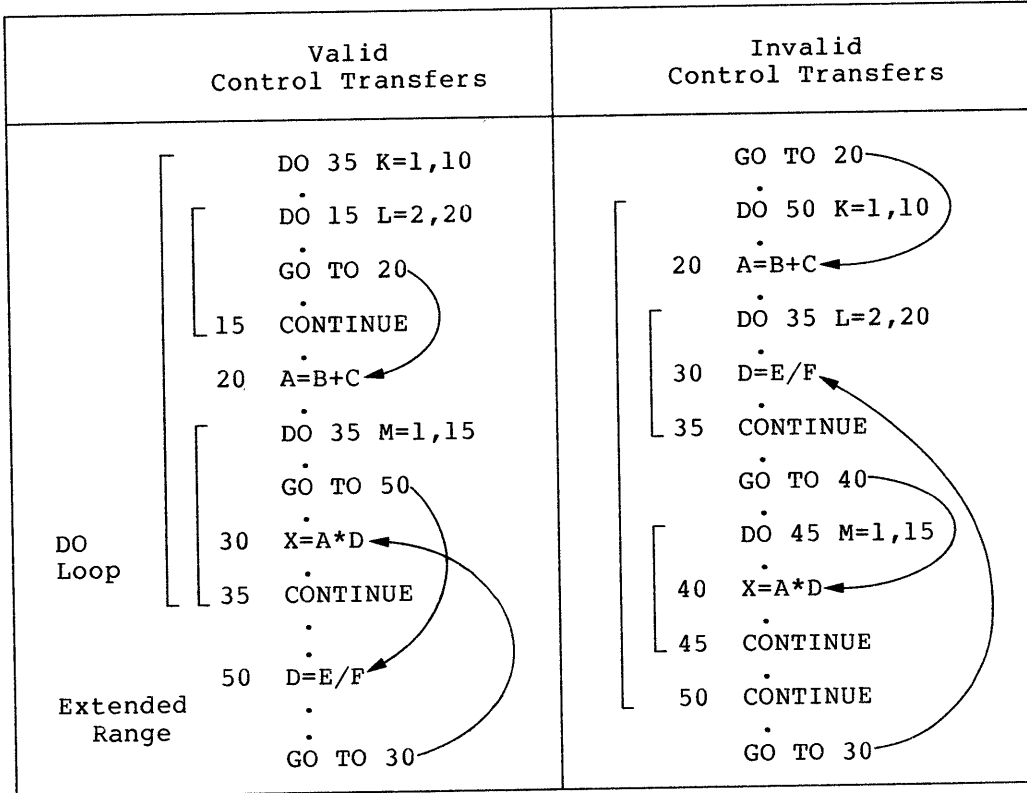 Valid
Control Transfers
DO 35 K=1,10
.
DO 15 L=2,20
.
GO TO 20
.
15 CONTINUE
.
20 A=B+C
.
DO 35 M=1,15
.
GO TO 50
.
30 X=A*D
.
35 CONTINUE
.
.
50 D=E/F
.
.
GO TO 30
DO
Loop
Extended
Range
Invalid
Control Transfers
GO TO 20
.
DO 50 K=1,10
.
20 A=B+C
.
DO 35 L=2,20
.
30 D=E/F
.
35 CONTINUE
.
GO TO 40
.
DO 45 M=1,15
.
40 X=A*D
.
45 CONTINUE
.
50 CONTINUE
.
GO TO 30